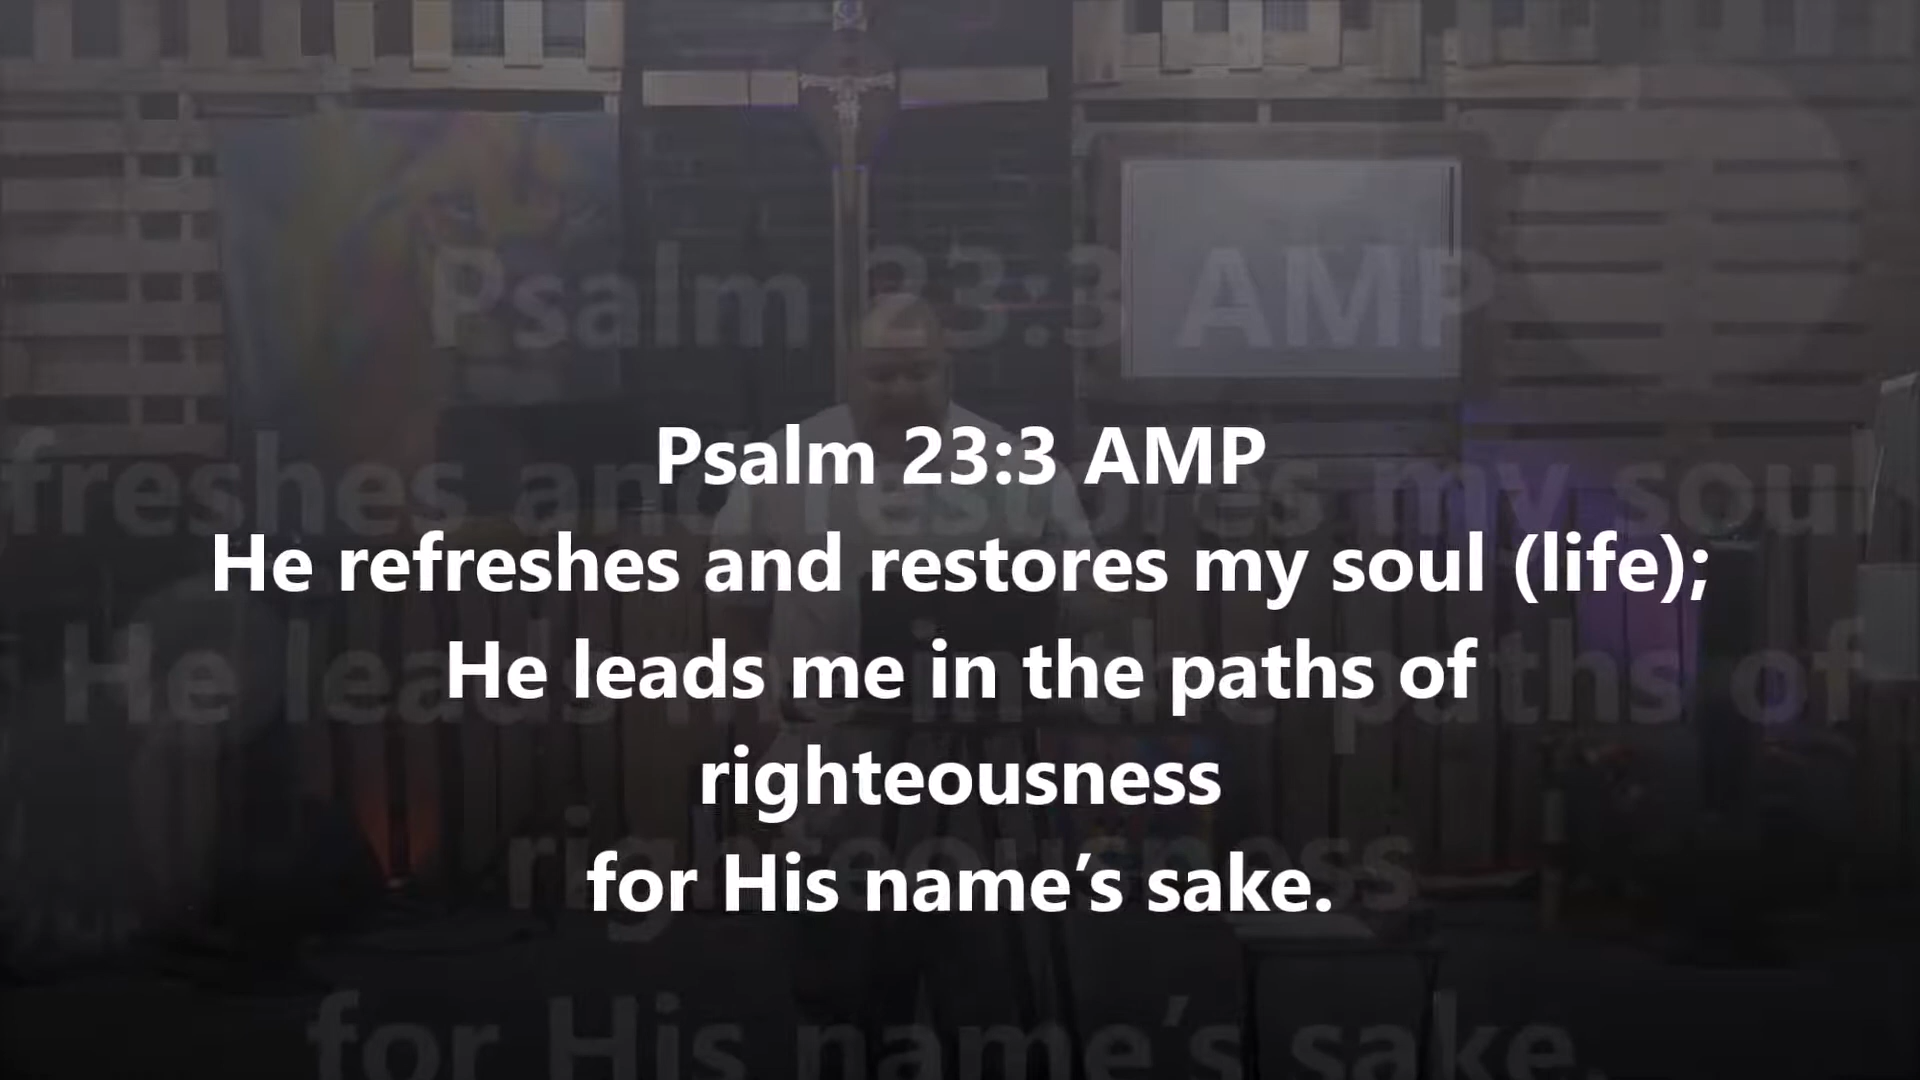 Psalm 23:3 AMP
He refreshes and restores my soul (life);
He leads me in the paths of
righteousness
for His name’s sake.